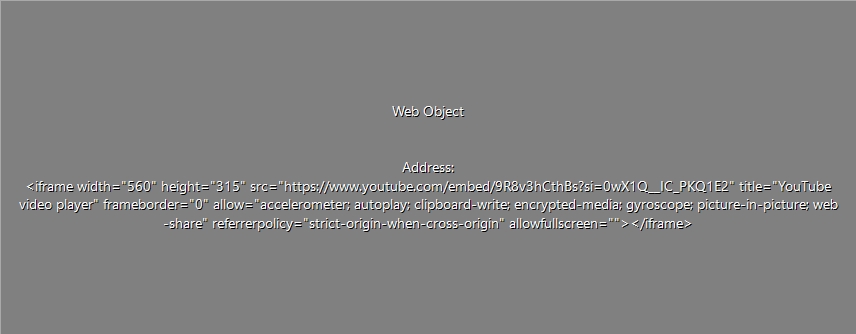 Web Object
Address:
<iframe width="560" height="315" src="https://www.youtube.com/embed/9R8v3hCthBs?si=0wX1Q__IC_PKQ1E2" title="YouTube
video player" frameborder="0" allow="accelerometer; autoplay; clipboard-write; encrypted-media; gyroscope; picture-in-picture; web
-share" referrerpolicy="strict-origin-when-cross-origin" allowfullscreen=""></iframe>